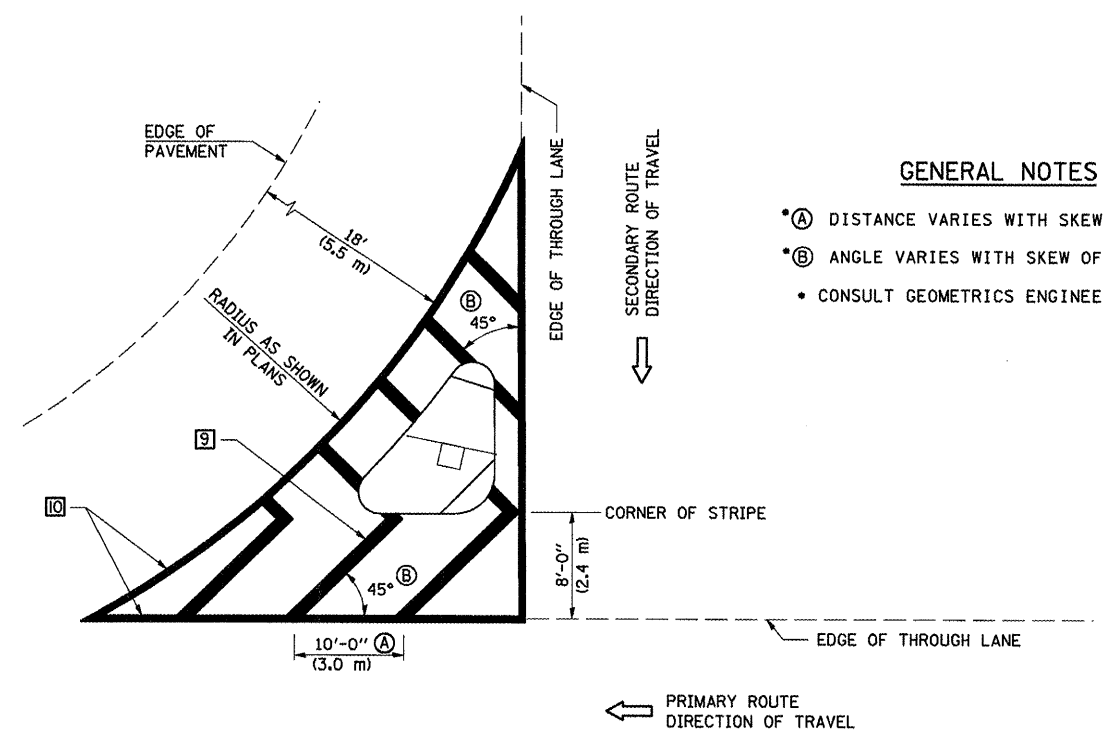 EDGE OF
PAVEMENT
18'
(5.5 m)
RADIUS AS SHOWN
IN PLANS
EDGE OF THROUGH LANE
SECONDARY ROUTE
DIRECTION OF TRAVEL
GENERAL NOTES
*Ⓐ DISTANCE VARIES WITH SKEW
*Ⓑ ANGLE VARIES WITH SKEW OF
* CONSULT GEOMETRICS ENGINEE
Ⓑ
45°
9
10
CORNER OF STRIPE
8'-0"
(2.4 m)
45° Ⓑ
10'-0" Ⓐ
(3.0 m)
EDGE OF THROUGH LANE
PRIMARY ROUTE
DIRECTION OF TRAVEL